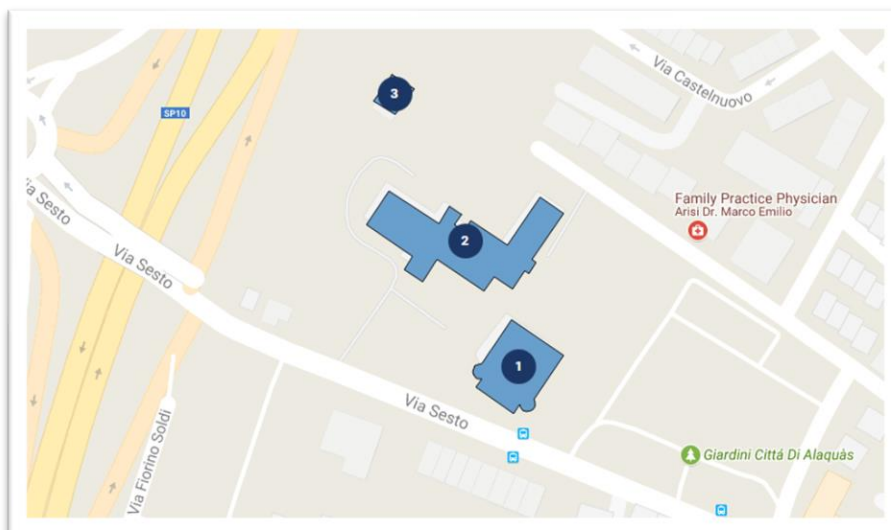 3
Via Castelnuovo
SP10
Family Practice Physician
Arisi Dr. Marco Emilio
ia Sesto
Via Sesto
2
1
Via Sesto
Via Fiorino Soldi
Giardini Cittá Di Alaquàs